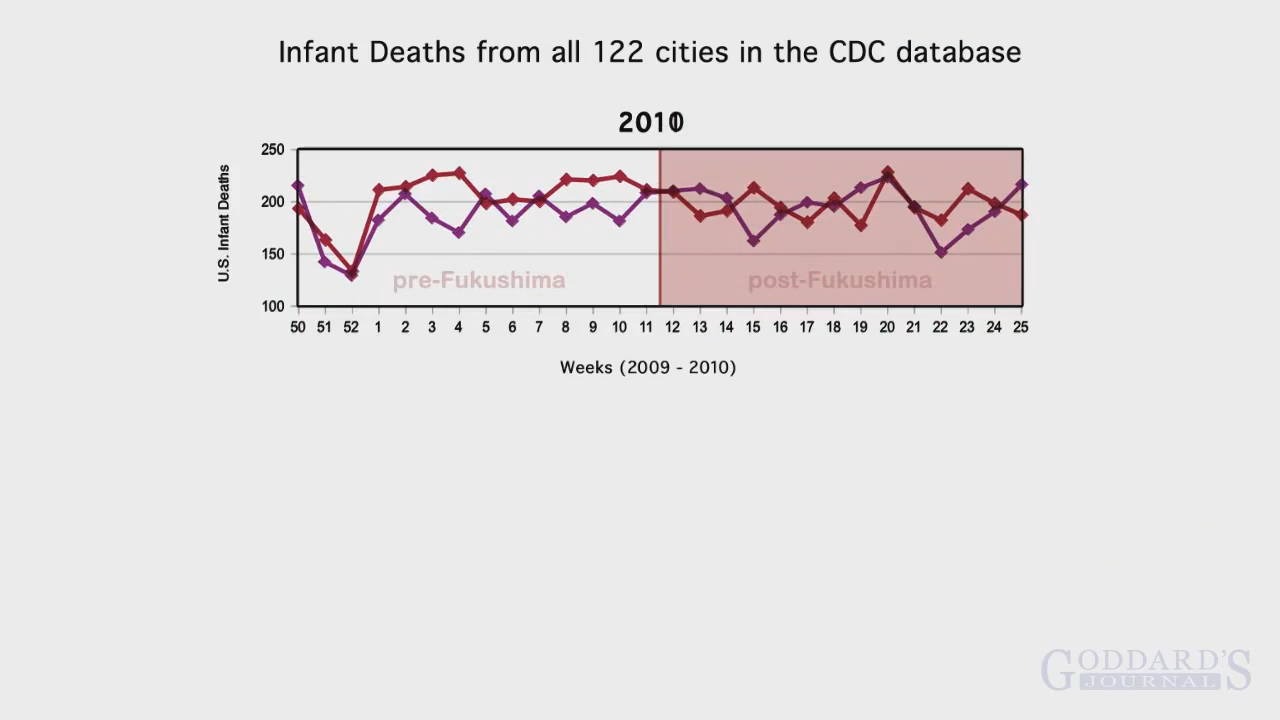 Infant Deaths from all 122 cities in the CDC database
2010
250
200
150
100
U.S. Infant Deaths
pre-Fukushima
post-Fukushima
50 51 52 1 2 3 4 5 6 7 8 9 10 11 12 13 14 15 16 17 18 19 20 21 22 23 24 25
Weeks (2009 - 2010)
GODDARD'S
JOURNAL